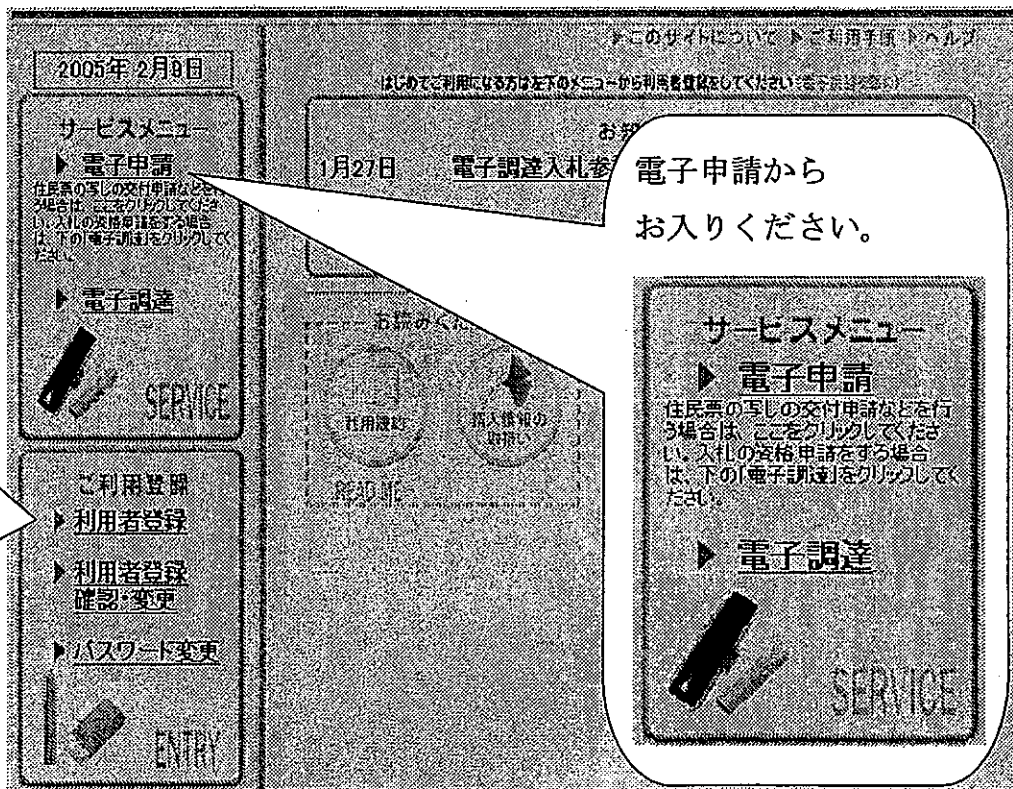 ▶このサイトについて ▶ご利用手順 ▶ヘルプ
2005年 2月9日
はじめてご利用になる方は左下のメニューから利用者登録をしてください
サービスメニュー
▶ 電子申請
住民票の写しの交付申請などを行
う場合は、ここをクリックしてくださ
い。入札の資格申請をする場合
は、下の「電子調達」をクリックしてく
ださい。
▶ 電子調達
SERVICE
ご利用登録
▶ 利用者登録
▶ 利用者登録
確認・変更
▶ パスワード変更
ENTRY
お知
1月27日 電子調達入札参
お読みくだ
利用規約
個人情報の
取扱い
READ ME
電子申請から
お入りください。
サービスメニュー
▶ 電子申請
住民票の写しの交付申請などを行
う場合は、ここをクリックしてくださ
い。入札の資格申請をする場合
は、下の「電子調達」をクリックしてく
ださい。
▶ 電子調達
SERVICE